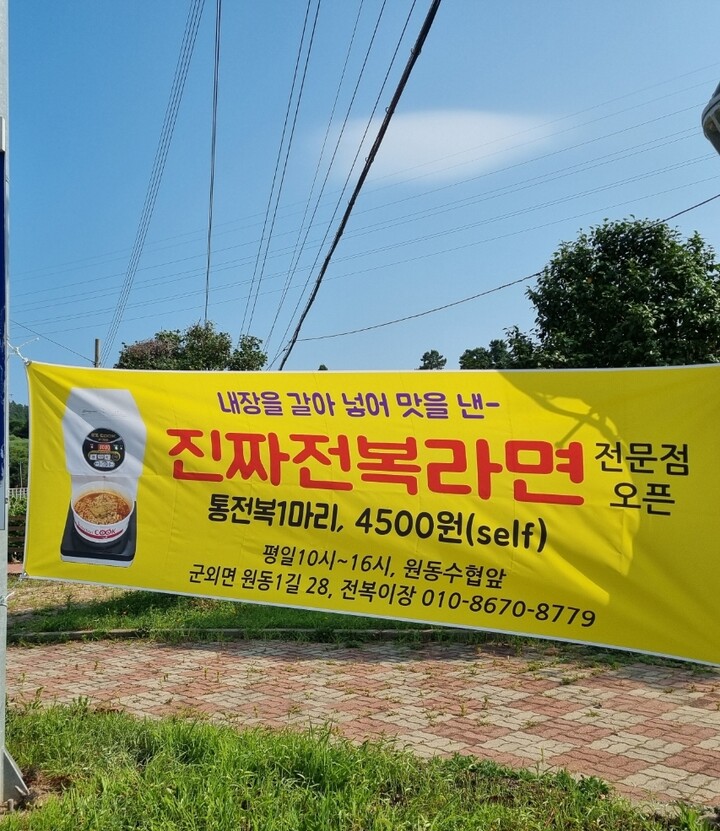 내장을 갈아 넣어 맛을 낸-
진짜전복라면 전문점 오픈
통전복1마리, 4500원(self)
평일10시~16시, 원동수협앞
군외면 원동1길 28, 전복이장 010-8670-8779
COOK